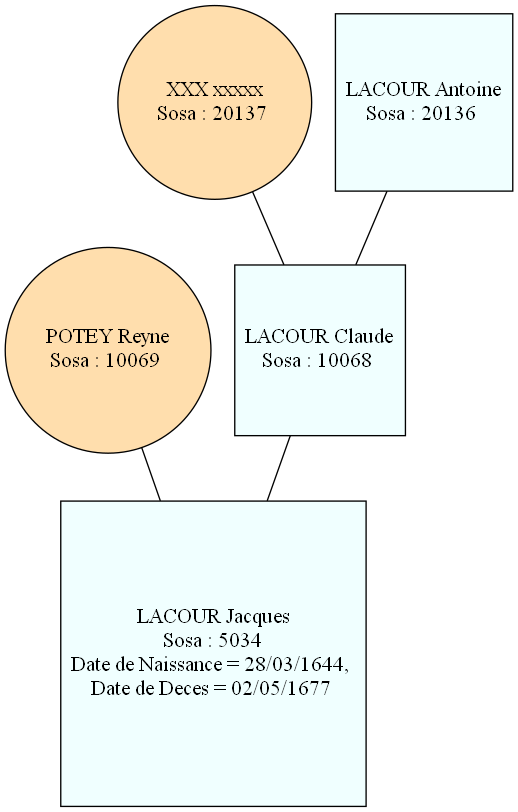 XXX xxxxx
Sosa : 20137
LACOUR Antoine
Sosa : 20136
POTEY Reyne
Sosa : 10069
LACOUR Claude
Sosa : 10068
LACOUR Jacques
Sosa : 5034
Date de Naissance = 28/03/1644,
Date de Deces = 02/05/1677